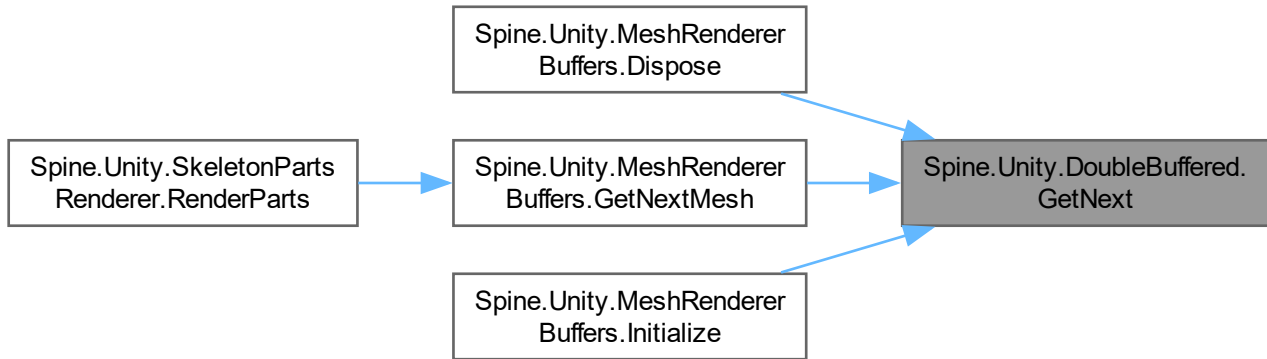 Spine.Unity.MeshRenderer
Buffers.Dispose
Spine.Unity.SkeletonParts
Renderer.RenderParts
Spine.Unity.MeshRenderer
Buffers.GetNextMesh
Spine.Unity.DoubleBuffered.
GetNext
Spine.Unity.MeshRenderer
Buffers.Initialize